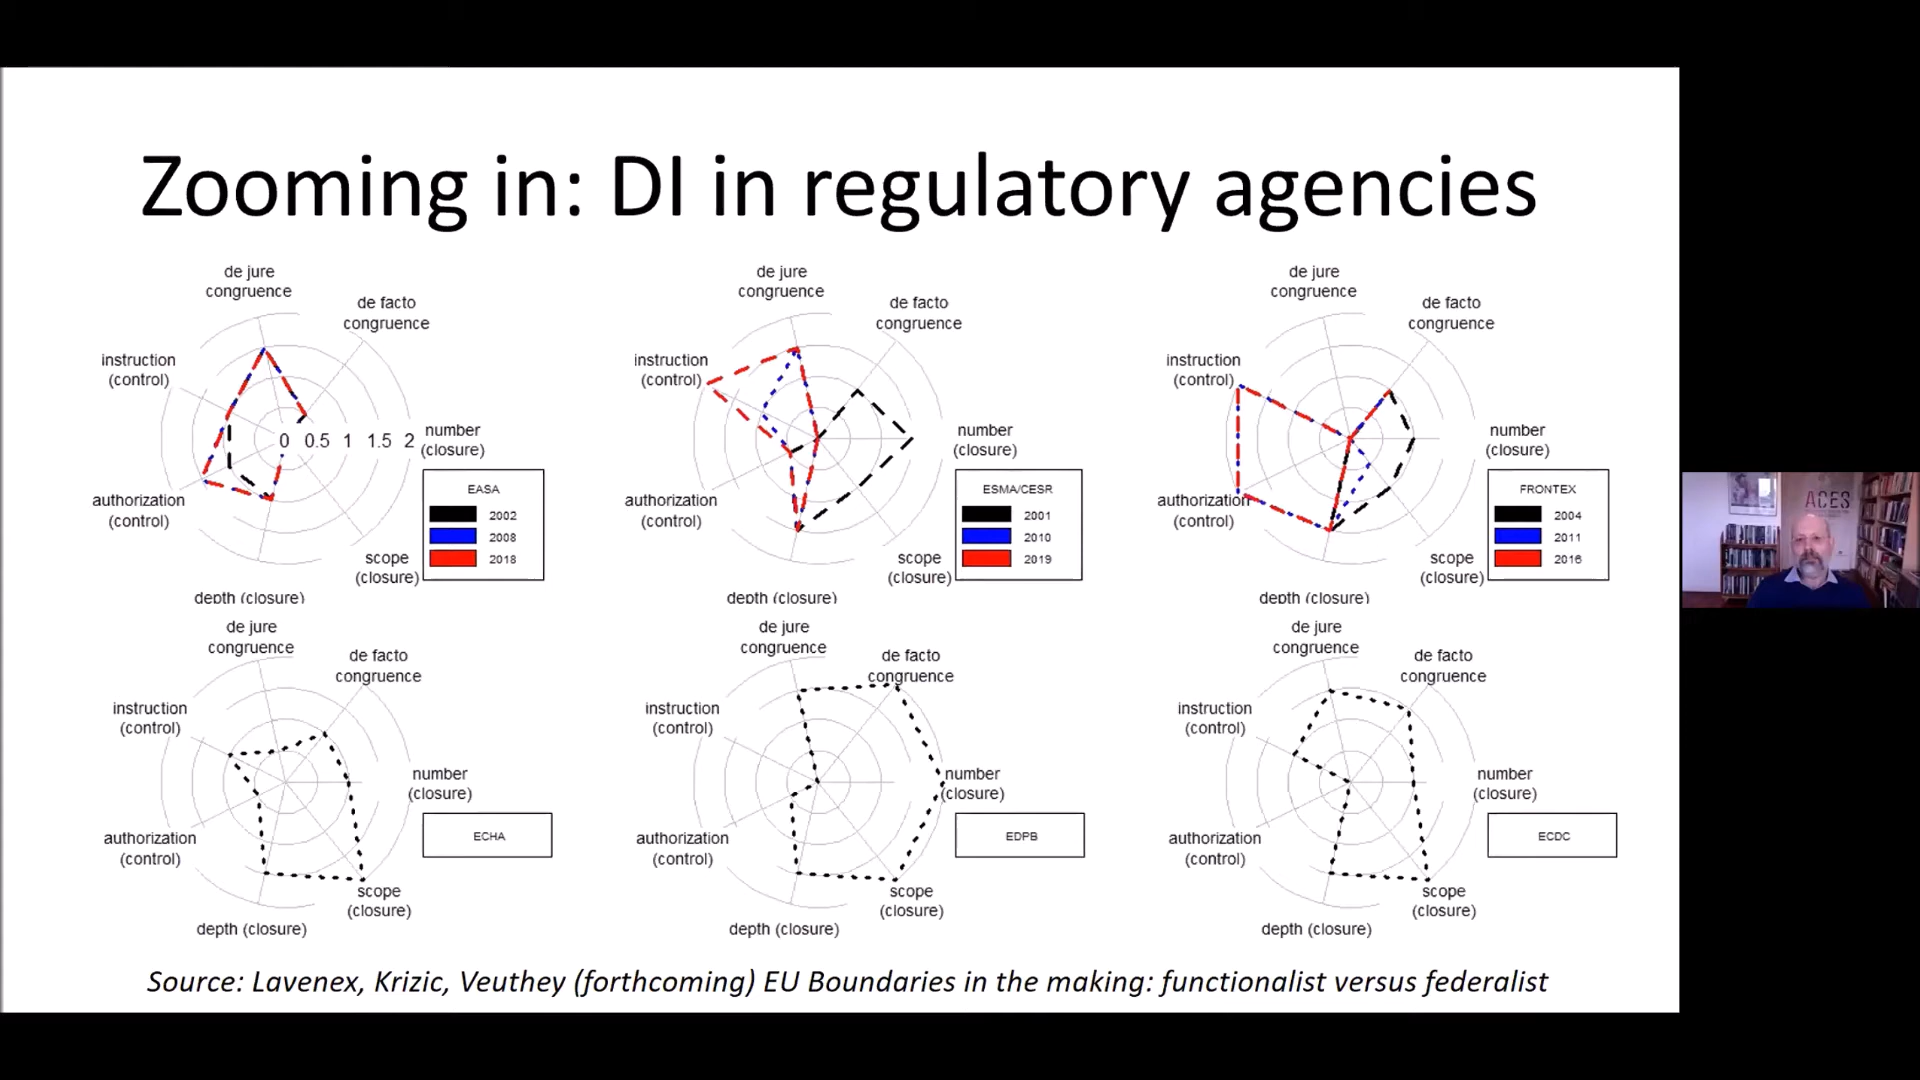 Zooming in: DI in regulatory agencies
de jure
congruence
de facto
congruence
instruction
(control)
0 0.5 1 1.5 2
number
(closure)
authorization
(control)
scope
(closure)
depth (closure)
EASA
2002
2008
2018
de jure
congruence
de facto
congruence
instruction
(control)
number
(closure)
authorization
(control)
scope
(closure)
depth (closure)
ESMA/CESR
2001
2010
2019
de jure
congruence
de facto
congruence
instruction
(control)
number
(closure)
authorization
(control)
scope
(closure)
depth (closure)
FRONTEX
2004
2011
2016
ACES
de jure
congruence
de facto
congruence
instruction
(control)
number
(closure)
authorization
(control)
scope
(closure)
depth (closure)
ECHA
de jure
congruence
de facto
congruence
instruction
(control)
number
(closure)
authorization
(control)
scope
(closure)
depth (closure)
EDPB
de jure
congruence
de facto
congruence
instruction
(control)
number
(closure)
authorization
(control)
scope
(closure)
depth (closure)
ECDC
Source: Lavenex, Krizic, Veuthey (forthcoming) EU Boundaries in the making: functionalist versus federalist